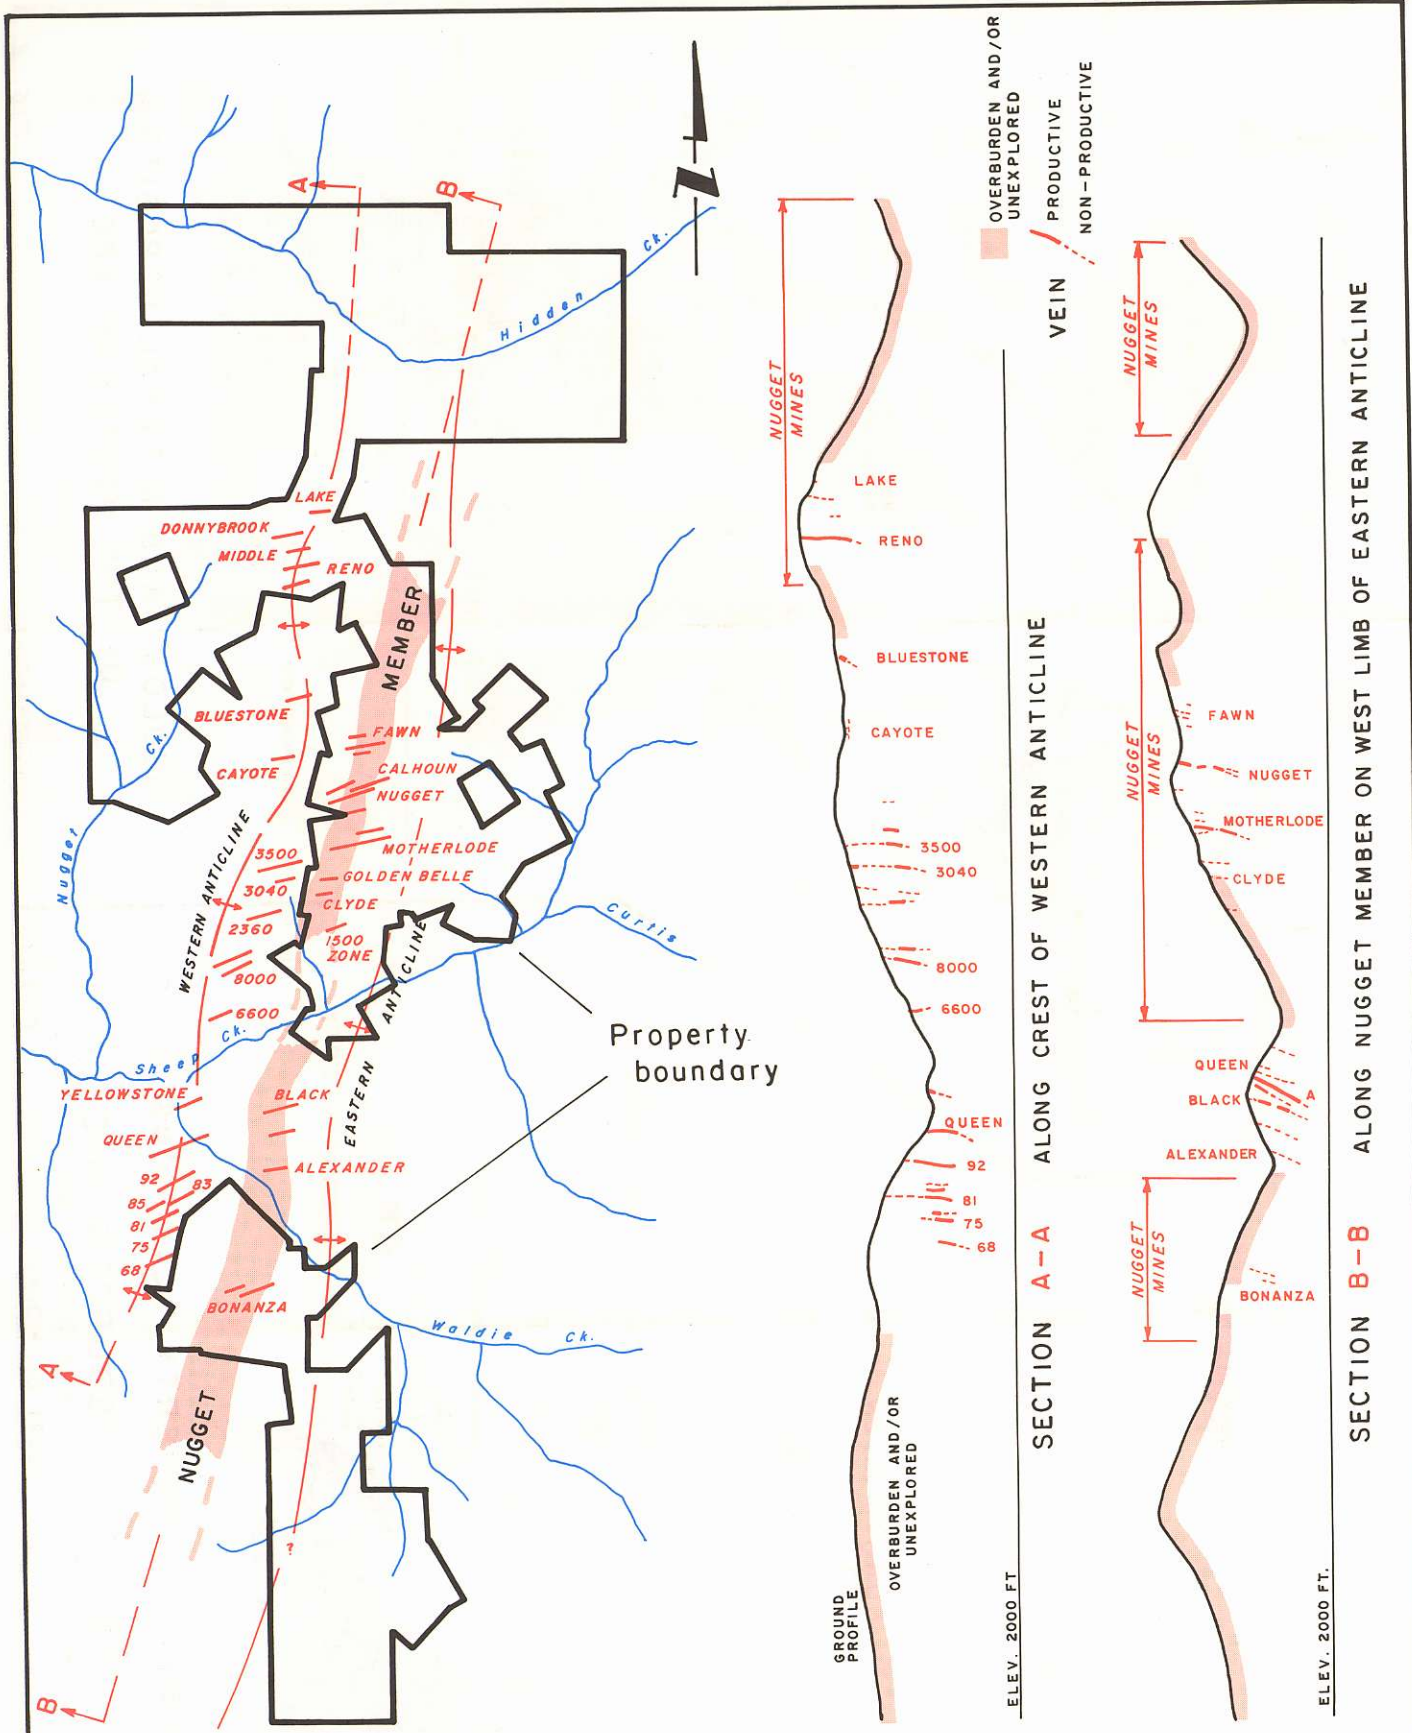 A
B
Hidden Ck.
N
LAKE
DONNYBROOK
MIDDLE
RENO
MEMBER
BLUESTONE
FAWN
Ck.
CAYOTE
CALHOUN
NUGGET
Nugget
WESTERN ANTICLINE
MOTHERLODE
3500
GOLDEN BELLE
3040
CLYDE
2360
1500
ZONE
Curtis
8000
6600
EASTERN ANTICLINE
Sheep Ck.
Property
boundary
YELLOWSTONE
BLACK
QUEEN
ALEXANDER
92
83
85
81
75
68
BONANZA
Waldie Ck.
A
NUGGET
?
B
OVERBURDEN AND/OR
UNEXPLORED
PRODUCTIVE
NON-PRODUCTIVE
VEIN
NUGGET
MINES
LAKE
RENO
BLUESTONE
CAYOTE
3500
3040
8000
6600
QUEEN
92
81
75
68
OVERBURDEN AND/OR
UNEXPLORED
GROUND
PROFILE
ELEV. 2000 FT
SECTION A-A ALONG CREST OF WESTERN ANTICLINE
NUGGET
MINES
NUGGET
MINES
FAWN
NUGGET
MOTHERLODE
CLYDE
QUEEN
BLACK
A
ALEXANDER
NUGGET
MINES
BONANZA
ELEV. 2000 FT.
SECTION B-B ALONG NUGGET MEMBER ON WEST LIMB OF EASTERN ANTICLINE